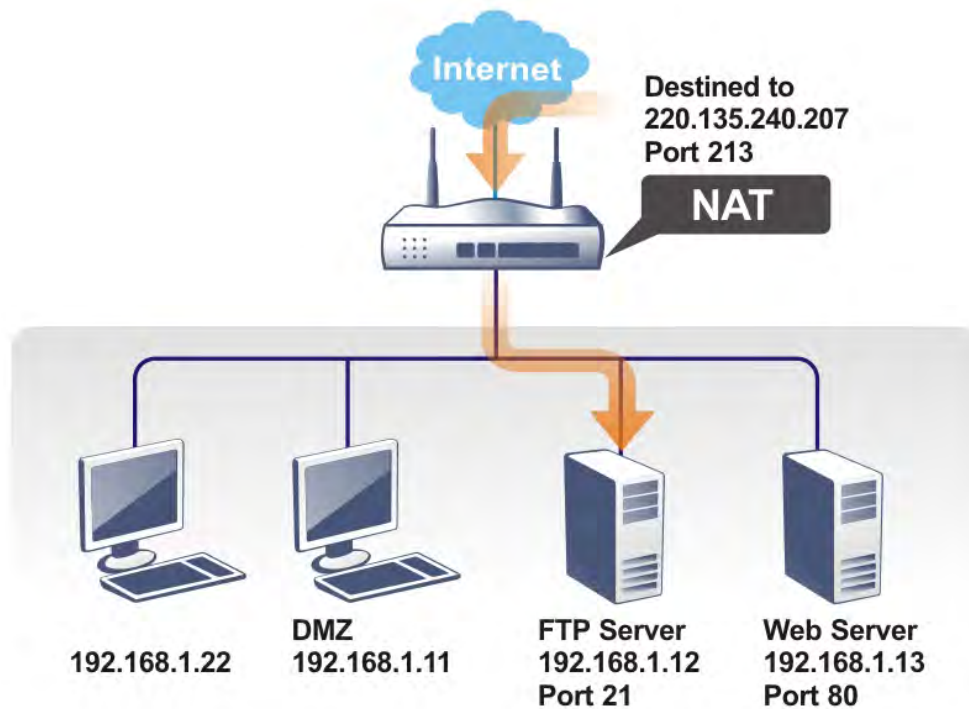 Internet
Destined to
220.135.240.207
Port 213
NAT
192.168.1.22
DMZ
192.168.1.11
FTP Server
192.168.1.12
Port 21
Web Server
192.168.1.13
Port 80